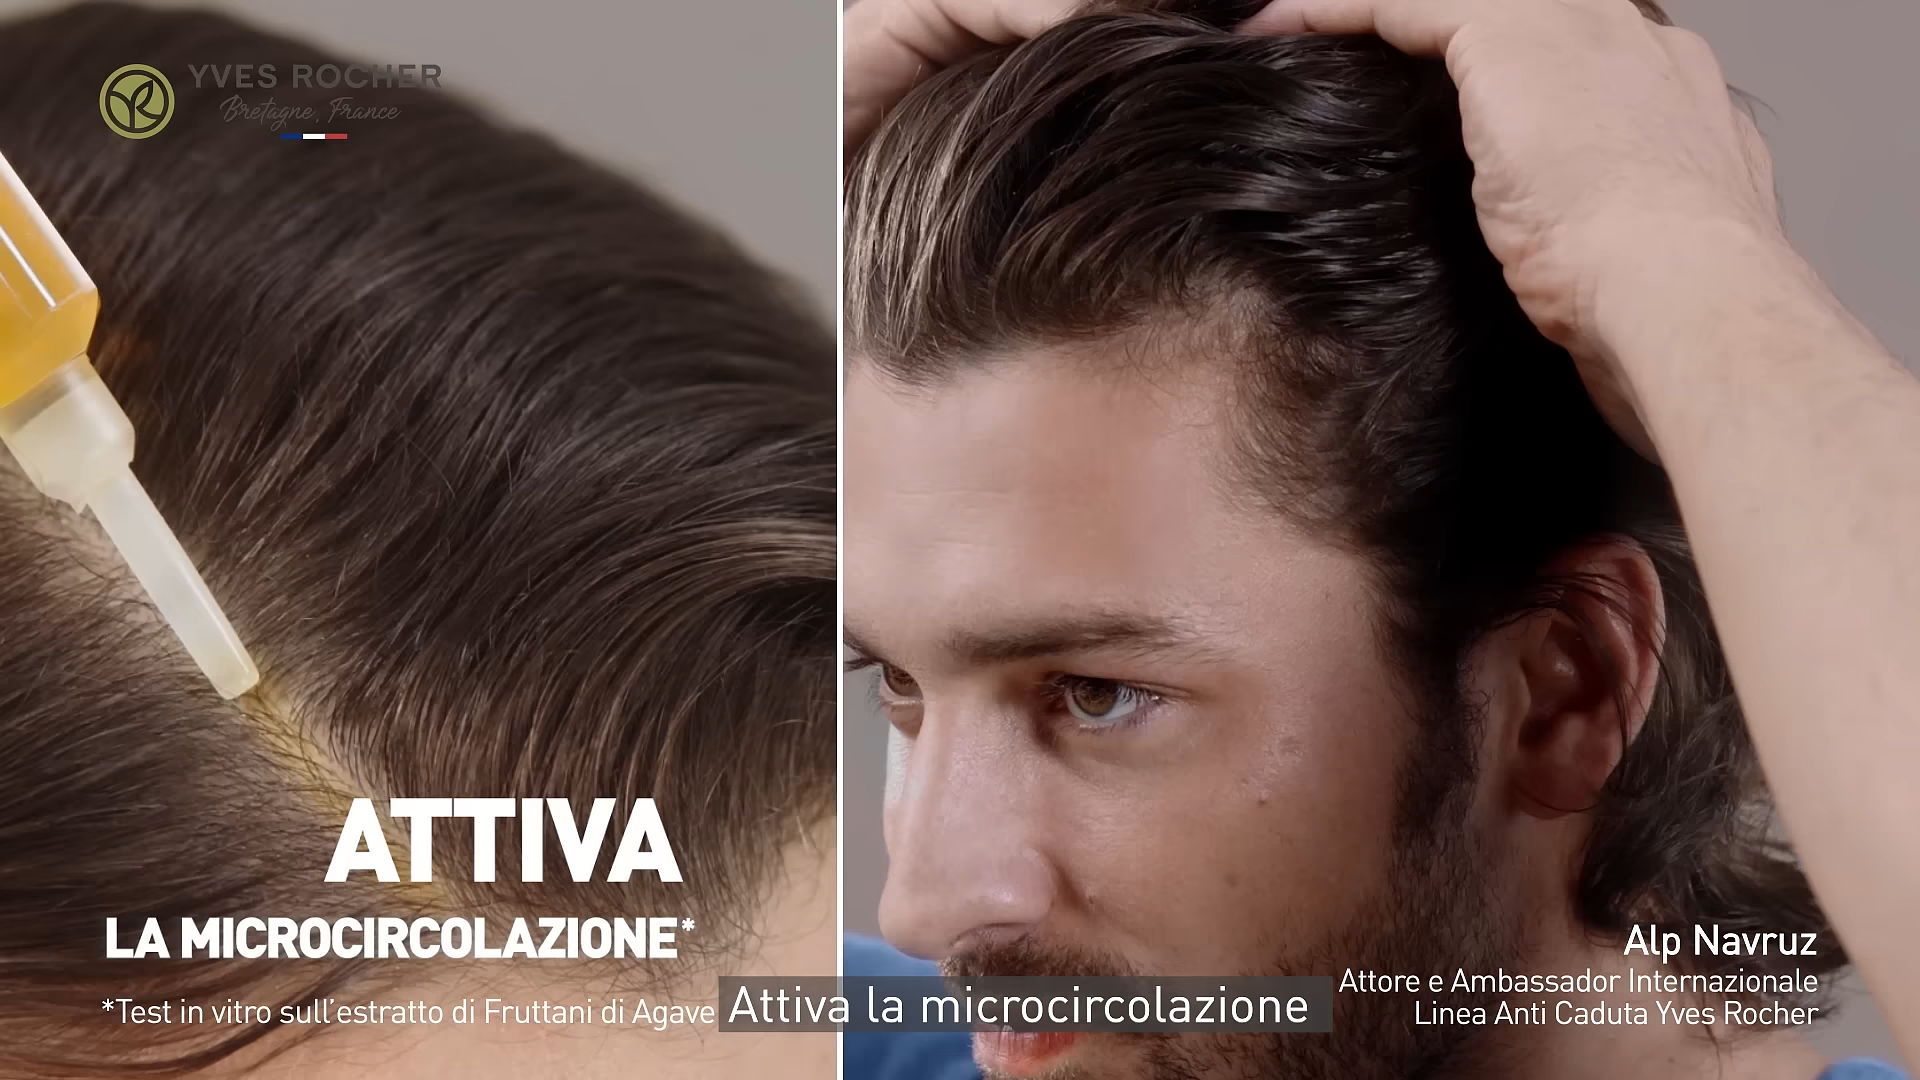 YVES ROCHER
Bretagne, France
ATTIVA
LA MICROCIRCOLAZIONE*
*Test in vitro sull'estratto di Fruttani di Agave
Attiva la microcircolazione
Alp Navruz
Attore e Ambassador Internazionale
Linea Anti Caduta Yves Rocher